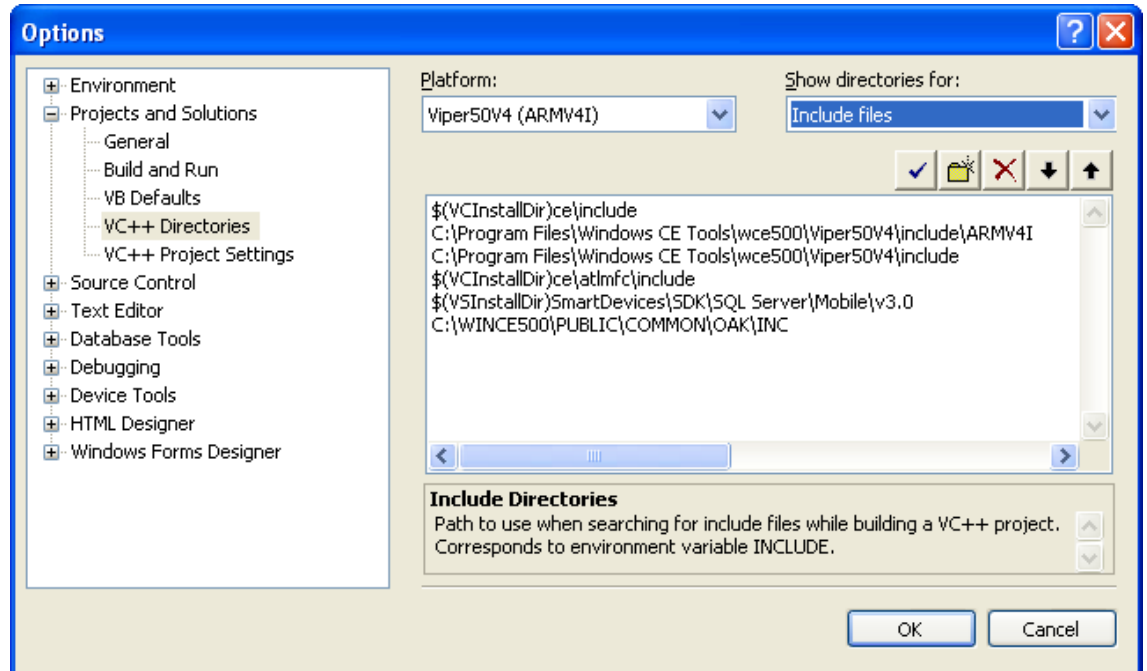 Options
Environment
Projects and Solutions
General
Build and Run
VB Defaults
VC++ Directories
VC++ Project Settings
Source Control
Text Editor
Database Tools
Debugging
Device Tools
HTML Designer
Windows Forms Designer
Platform:
Viper50V4 (ARMV4I)
Show directories for:
Include files
$(VCInstallDir)ce\include
C:\Program Files\Windows CE Tools\wce500\Viper50V4\include\ARMV4I
C:\Program Files\Windows CE Tools\wce500\Viper50V4\include
$(VCInstallDir)ce\atlmfc\include
$(VSInstallDir)SmartDevices\SDK\SQL Server\Mobile\v3.0
C:\WINCE500\PUBLIC\COMMON\OAK\INC
Include Directories
Path to use when searching for include files while building a VC++ project.
Corresponds to environment variable INCLUDE.
OK
Cancel